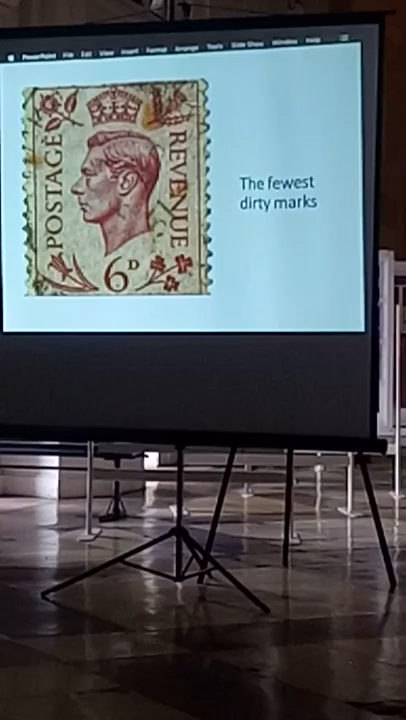 PowerPoint File Edit View Insert Format Arrange Tools Slide Show Window Help
POSTAGE
REVENUE
6D
The fewest
dirty marks